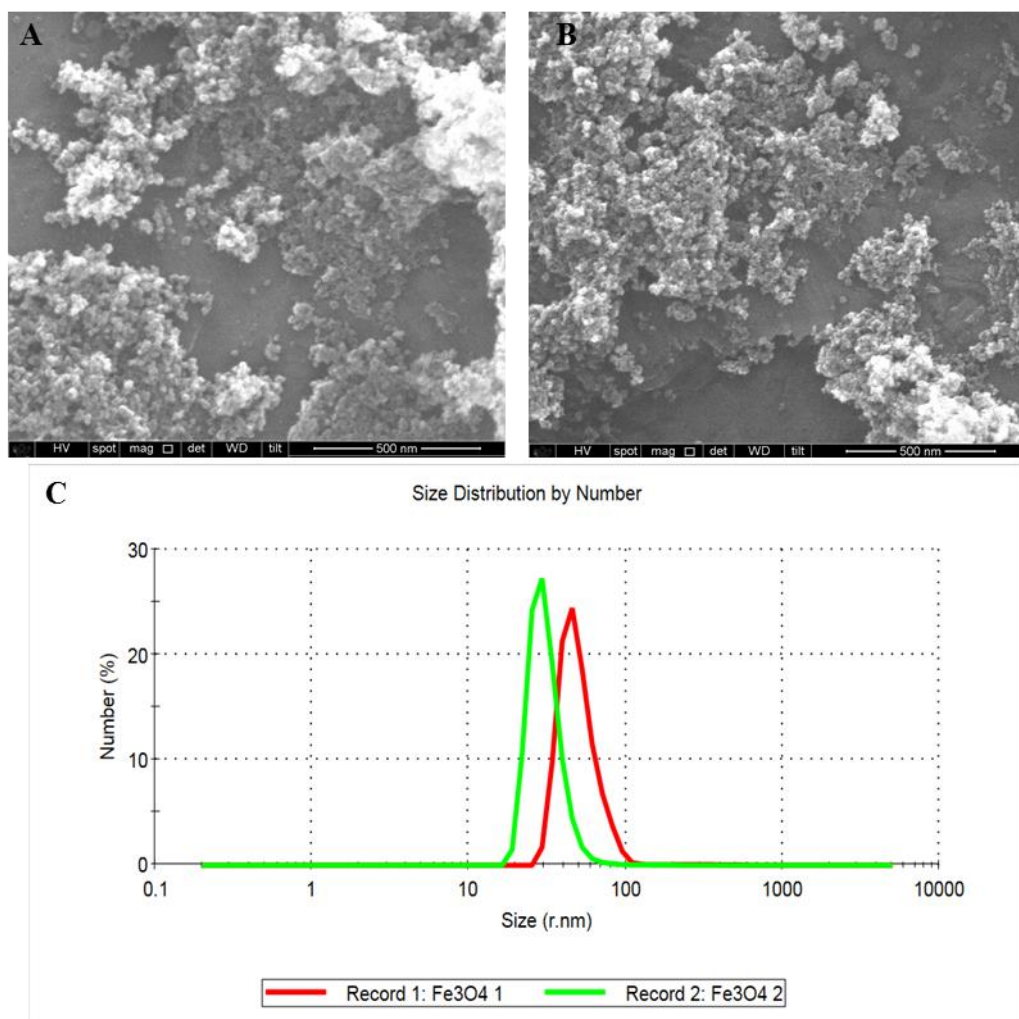 A
HV spot mag det WD tilt 500 nm
B
HV spot mag det WD tilt 500 nm
C
Size Distribution by Number
30
20
10
0
Number (%)
0.1 1 10 100 1000 10000
Size (r.nm)
Record 1: Fe3O4 1 Record 2: Fe3O4 2